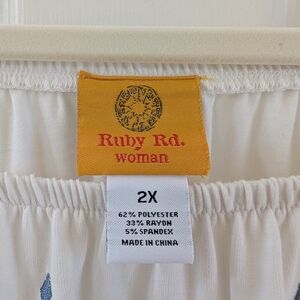 Ruby Rd.
woman
2X
62% POLYESTER
33% RAYON
5% SPANDEX
MADE IN CHINA